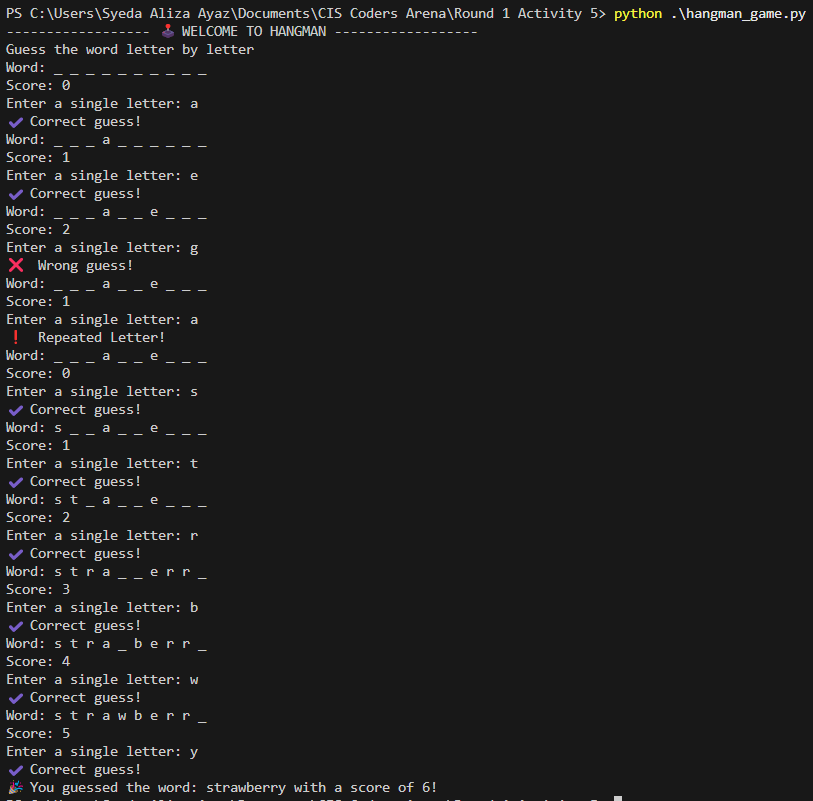 PS C:\Users\Syeda Aliza Ayaz\Documents\CIS Coders Arena\Round 1 Activity 5> python .\hangman_game.py
----------------- 🕹️ WELCOME TO HANGMAN ------------------
Guess the word letter by letter
Word: _ _ _ _ _ _ _ _ _ _
Score: 0
Enter a single letter: a
✔️ Correct guess!
Word: _ _ _ a _ _ _ _ _ _
Score: 1
Enter a single letter: e
✔️ Correct guess!
Word: _ _ _ a _ _ e _ _ _
Score: 2
Enter a single letter: g
❌ Wrong guess!
Word: _ _ _ a _ _ e _ _ _
Score: 1
Enter a single letter: a
❗ Repeated Letter!
Word: _ _ _ a _ _ e _ _ _
Score: 0
Enter a single letter: s
✔️ Correct guess!
Word: s _ _ a _ _ e _ _ _
Score: 1
Enter a single letter: t
✔️ Correct guess!
Word: s t _ a _ _ e _ _ _
Score: 2
Enter a single letter: r
✔️ Correct guess!
Word: s t r a _ _ e r r _
Score: 3
Enter a single letter: b
✔️ Correct guess!
Word: s t r a _ b e r r _
Score: 4
Enter a single letter: w
✔️ Correct guess!
Word: s t r a w b e r r _
Score: 5
Enter a single letter: y
✔️ Correct guess!
🎉 You guessed the word: strawberry with a score of 6!